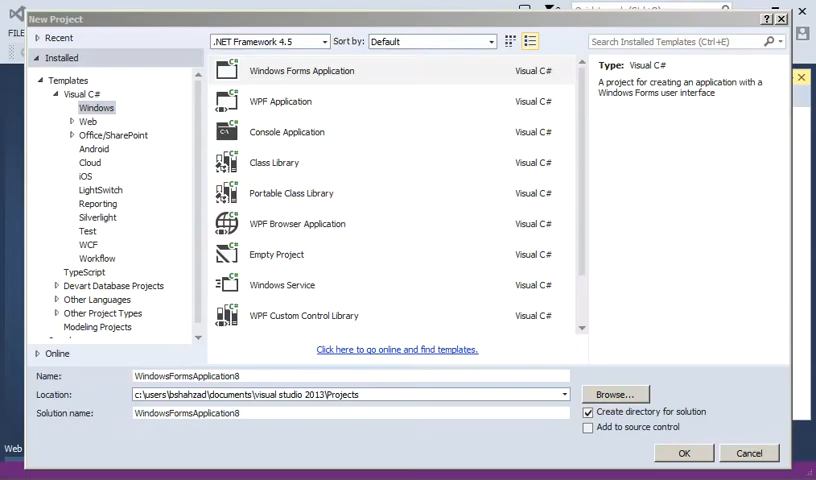 New Project
FILE
Recent
.NET Framework 4.5
Sort by:
Default
Search Installed Templates (Ctrl+E)
Installed
Templates
Visual C#
Windows
Web
Office/SharePoint
Android
Cloud
iOS
LightSwitch
Reporting
Silverlight
Test
WCF
Workflow
TypeScript
Devart Database Projects
Other Languages
Other Project Types
Modeling Projects
Online
Windows Forms Application Visual C#
WPF Application Visual C#
Console Application Visual C#
Class Library Visual C#
Portable Class Library Visual C#
WPF Browser Application Visual C#
Empty Project Visual C#
Windows Service Visual C#
WPF Custom Control Library Visual C#
Click here to go online and find templates.
Type: Visual C#
A project for creating an application with a
Windows Forms user interface
Name: WindowsFormsApplication8
Location: c:\users\bshahzad\documents\visual studio 2013\Projects
Browse...
Solution name: WindowsFormsApplication8
Create directory for solution
Add to source control
Web
OK
Cancel